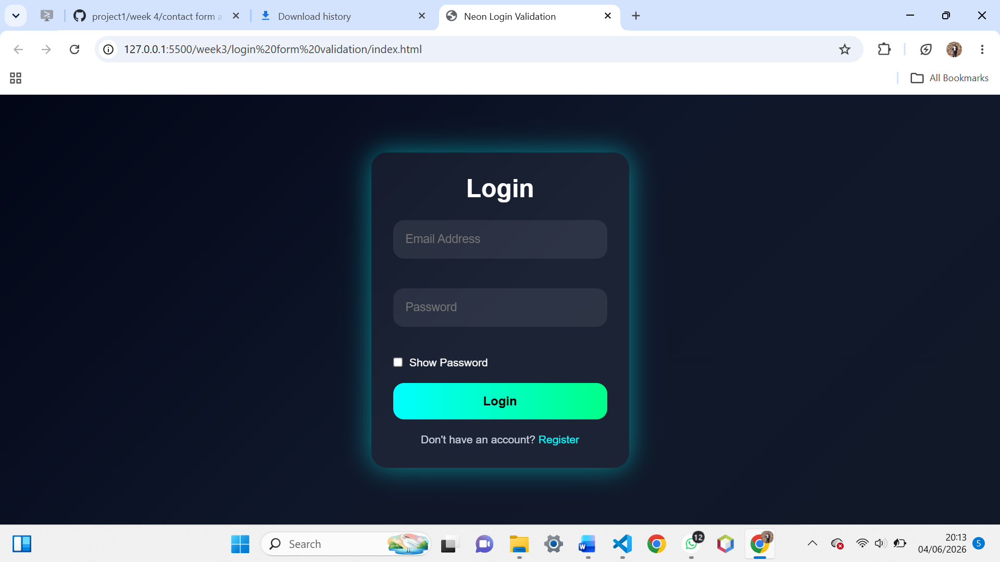 project1/week 4/contact form a
Download history
Neon Login Validation
127.0.0.1:5500/week3/login%20form%20validation/index.html
All Bookmarks
Login
Email Address
Password
Show Password
Login
Don't have an account? Register
Search
12
20:13
04/06/2026
5